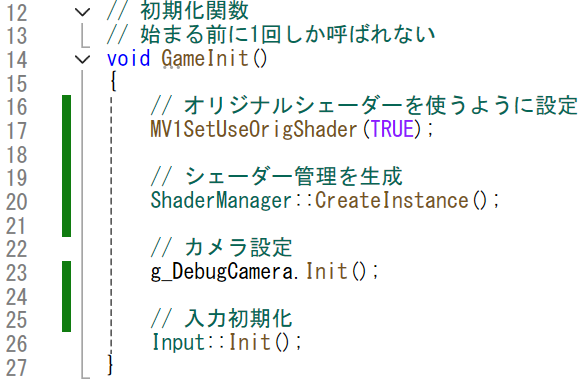 12 // 初期化関数
13 // 始まる前に1回しか呼ばれない
14 void GameInit()
15 {
16 // オリジナルシェーダーを使うように設定
17 MV1SetUseOrigShader(TRUE);
18
19 // シェーダー管理を生成
20 ShaderManager::CreateInstance();
21
22 // カメラ設定
23 g_DebugCamera.Init();
24
25 // 入力初期化
26 Input::Init();
27 }